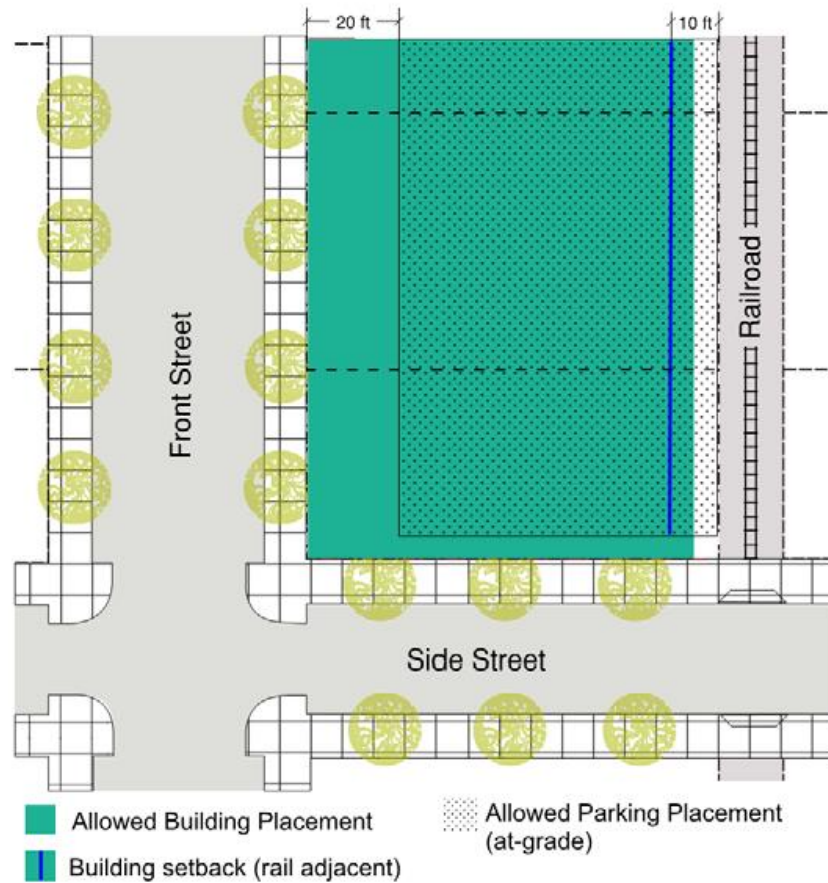 20 ft
10 ft
Front Street
Railroad
Side Street
Allowed Building Placement
Allowed Parking Placement
(at-grade)
Building setback (rail adjacent)